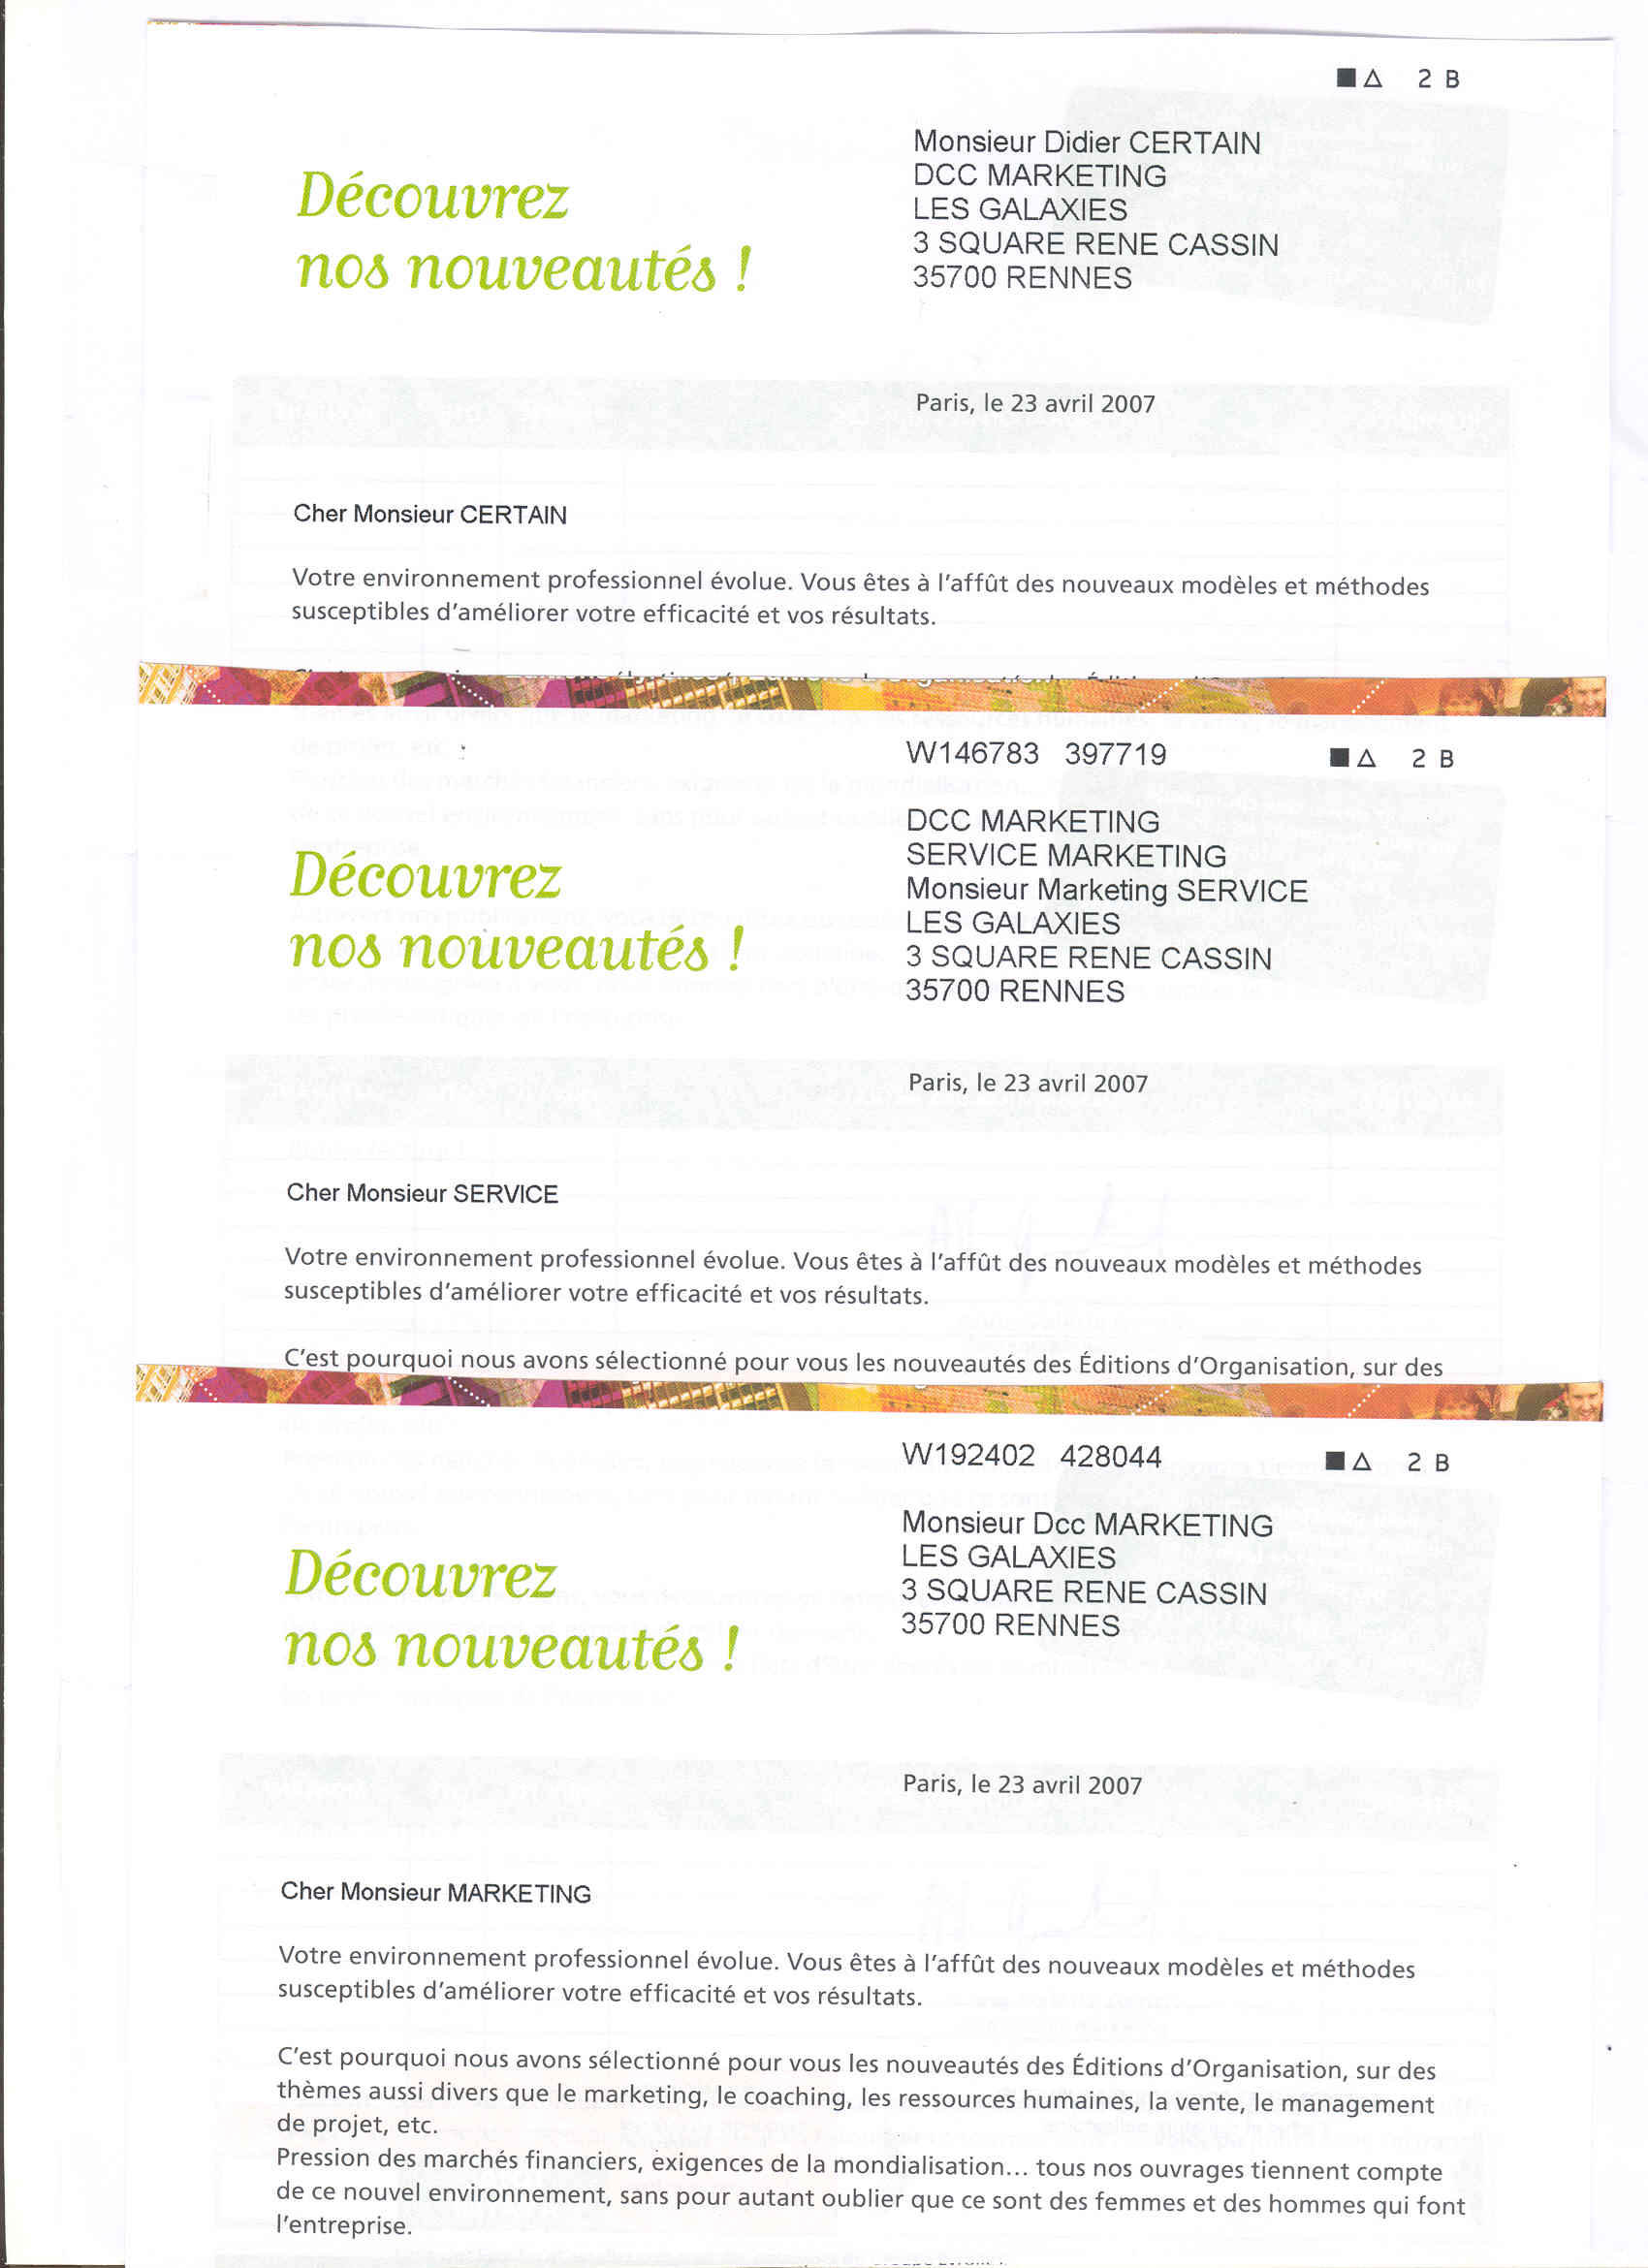 ■△ 2 B
Monsieur Didier CERTAIN
DCC MARKETING
LES GALAXIES
3 SQUARE RENE CASSIN
35700 RENNES
Découvrez
nos nouveautés !
Paris, le 23 avril 2007
Cher Monsieur CERTAIN
Votre environnement professionnel évolue. Vous êtes à l'affût des nouveaux modèles et méthodes
susceptibles d'améliorer votre efficacité et vos résultats.
W146783 397719 ■△ 2 B
DCC MARKETING
SERVICE MARKETING
Monsieur Marketing SERVICE
LES GALAXIES
3 SQUARE RENE CASSIN
35700 RENNES
Découvrez
nos nouveautés !
Paris, le 23 avril 2007
Cher Monsieur SERVICE
Votre environnement professionnel évolue. Vous êtes à l'affût des nouveaux modèles et méthodes
susceptibles d'améliorer votre efficacité et vos résultats.
C'est pourquoi nous avons sélectionné pour vous les nouveautés des Éditions d'Organisation, sur des
W192402 428044 ■△ 2 B
Monsieur Dcc MARKETING
LES GALAXIES
3 SQUARE RENE CASSIN
35700 RENNES
Découvrez
nos nouveautés !
Paris, le 23 avril 2007
Cher Monsieur MARKETING
Votre environnement professionnel évolue. Vous êtes à l'affût des nouveaux modèles et méthodes
susceptibles d'améliorer votre efficacité et vos résultats.
C'est pourquoi nous avons sélectionné pour vous les nouveautés des Éditions d'Organisation, sur des
thèmes aussi divers que le marketing, le coaching, les ressources humaines, la vente, le management
de projet, etc.
Pression des marchés financiers, exigences de la mondialisation... tous nos ouvrages tiennent compte
de ce nouvel environnement, sans pour autant oublier que ce sont des femmes et des hommes qui font
l'entreprise.